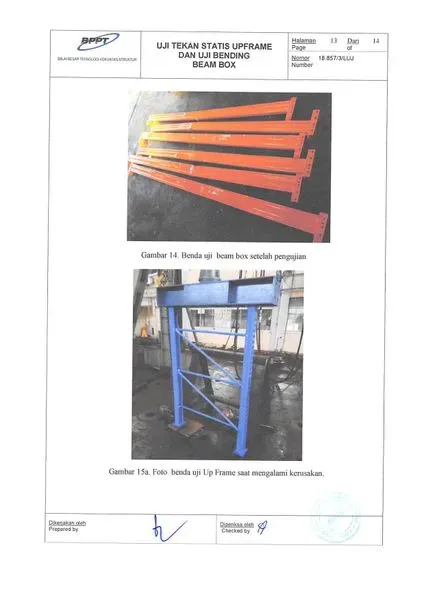 BPPT
BALAI BESAR TEKNOLOGI KEKUATAN STRUKTUR
UJI TEKAN STATIS UPFRAME
DAN UJI BENDING
BEAM BOX
Halaman 13 Dari 14
Page of
Nomor 18.857/3/LUJ
Number
Gambar 14. Benda uji beam box setelah pengujian
Gambar 15a. Foto benda uji Up Frame saat mengalami kerusakan.
Dikerjakan oleh
Prepared by
Diperiksa oleh
Checked by